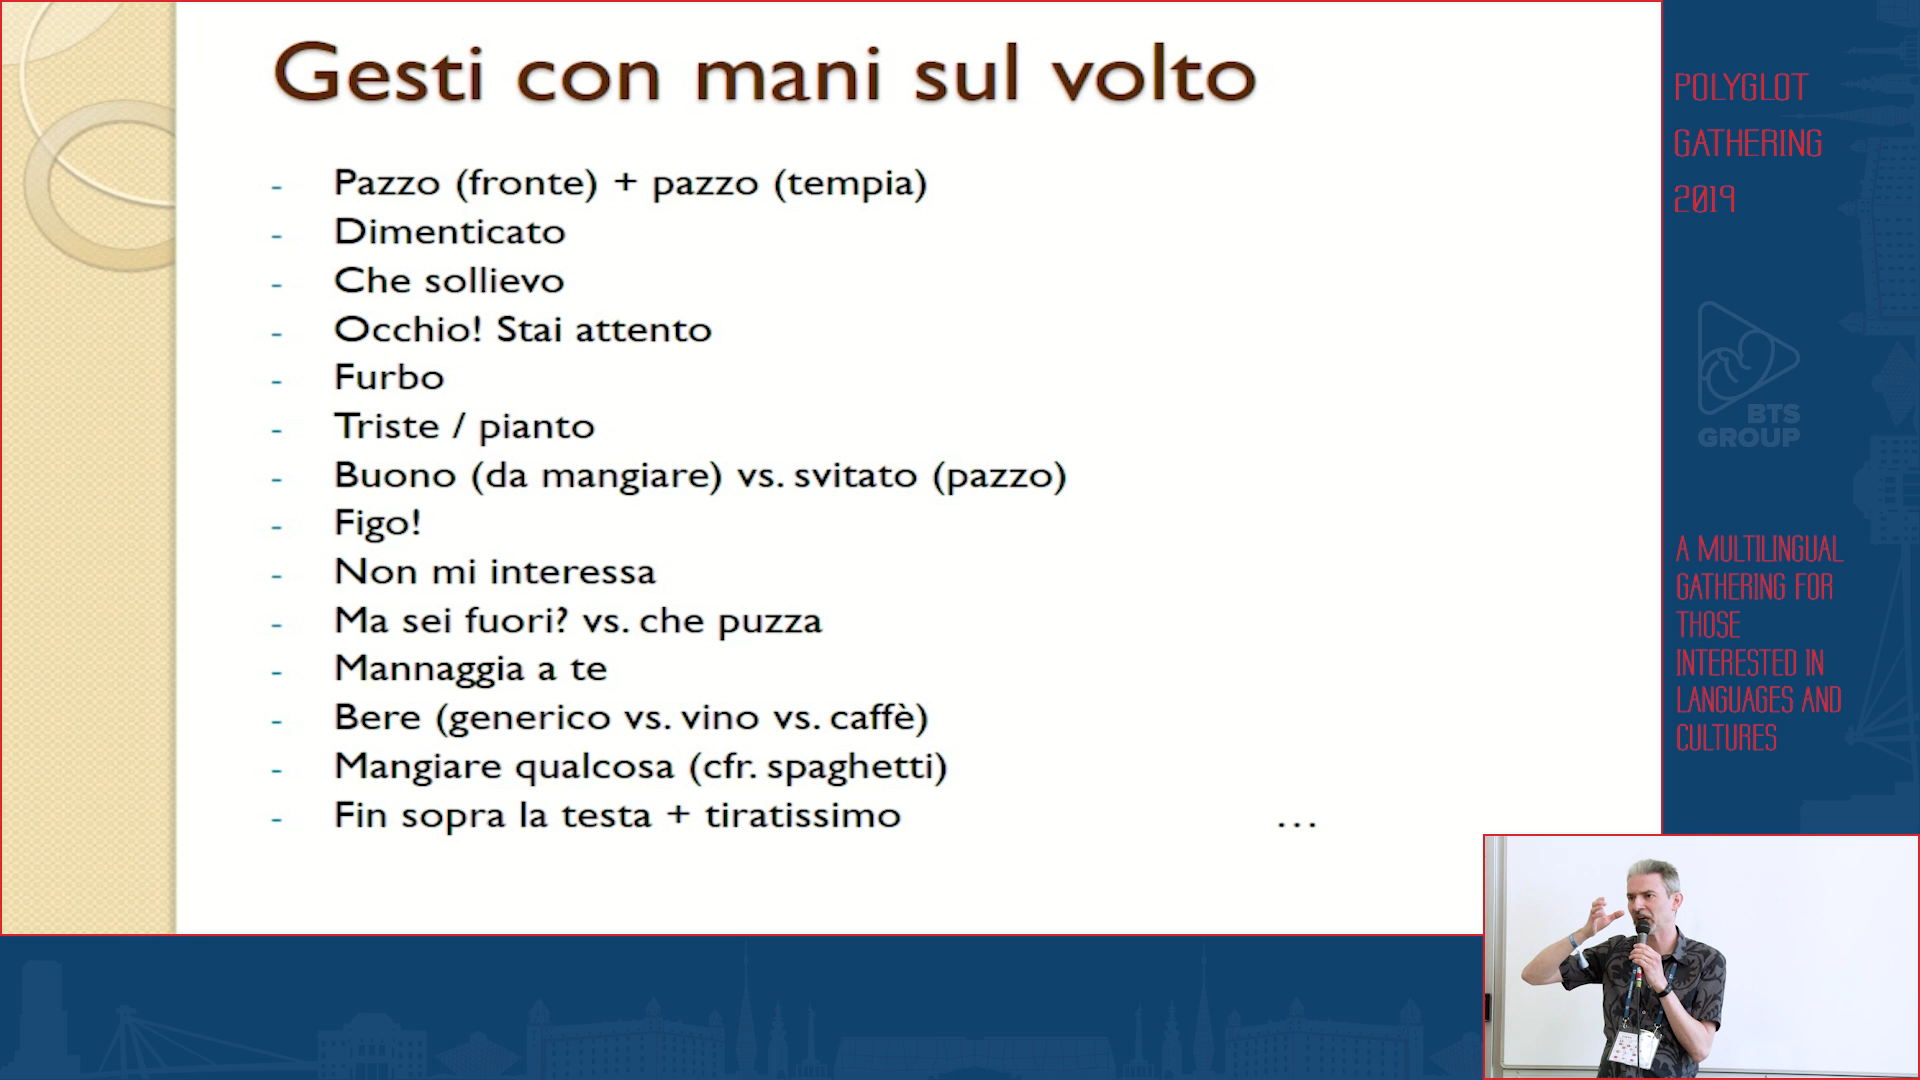 Gesti con mani sul volto
- Pazzo (fronte) + pazzo (tempia)
- Dimenticato
- Che sollievo
- Occhio! Stai attento
- Furbo
- Triste / pianto
- Buono (da mangiare) vs. svitato (pazzo)
- Figo!
- Non mi interessa
- Ma sei fuori? vs. che puzza
- Mannaggia a te
- Bere (generico vs. vino vs. caffè)
- Mangiare qualcosa (cfr. spaghetti)
- Fin sopra la testa + tiratissimo
...
POLYGLOT
GATHERING
2019
BTS
GROUP
A MULTILINGUAL
GATHERING FOR
THOSE
INTERESTED IN
LANGUAGES AND
CULTURES